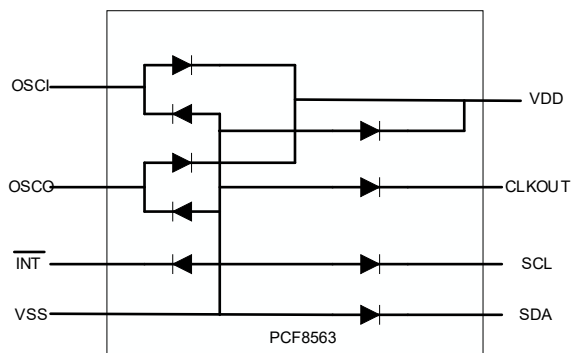 OSCI
VDD
OSCO
CLKOUT
INT
SCL
VSS
SDA
PCF8563